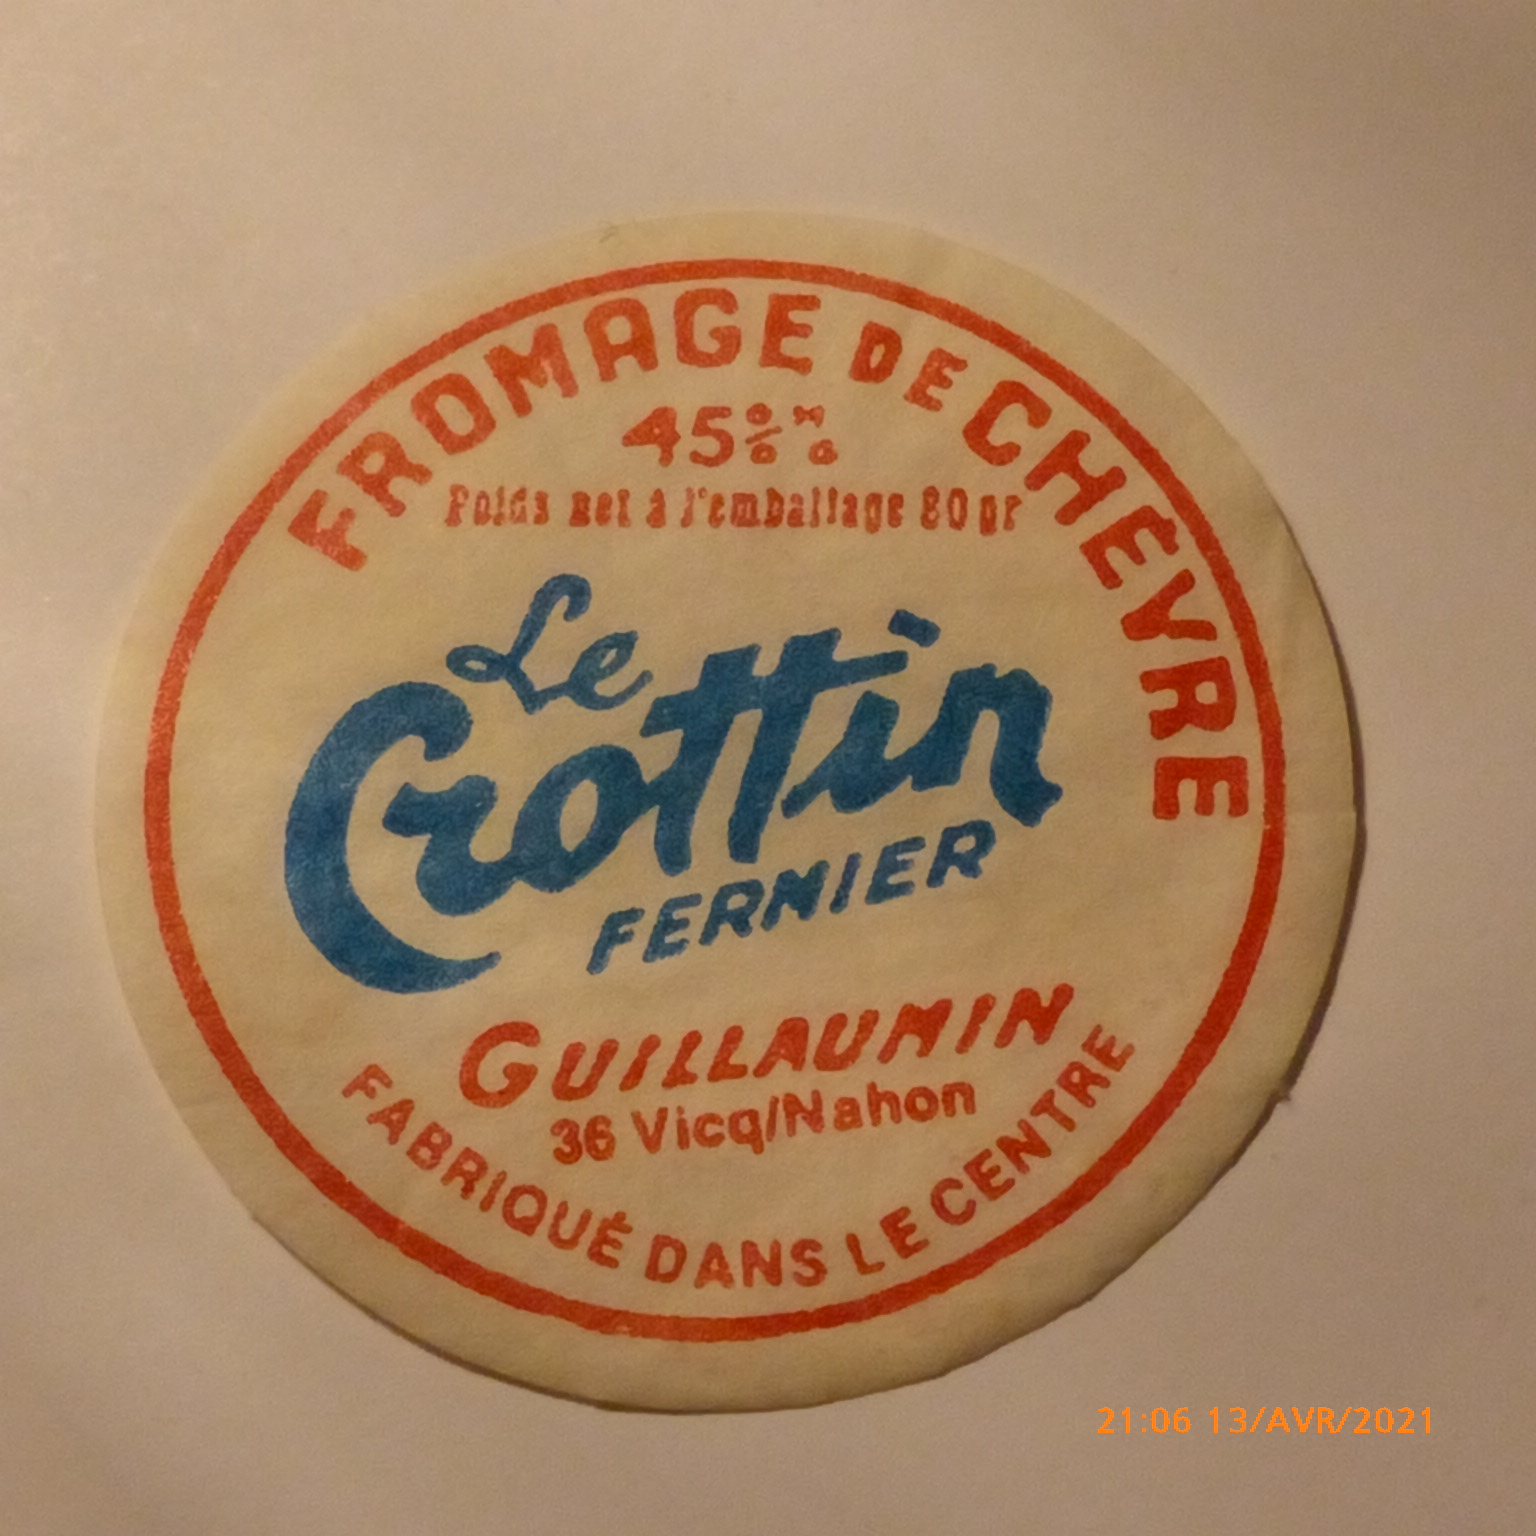 FROMAGE DE CHÈVRE
45% MG
Poids net à l'emballage 80 gr
Le
Crottin
FERMIER
GUILLAUMIN
36 Vicq/Nahon
FABRIQUÉ DANS LE CENTRE
21:06 13/AVR/2021